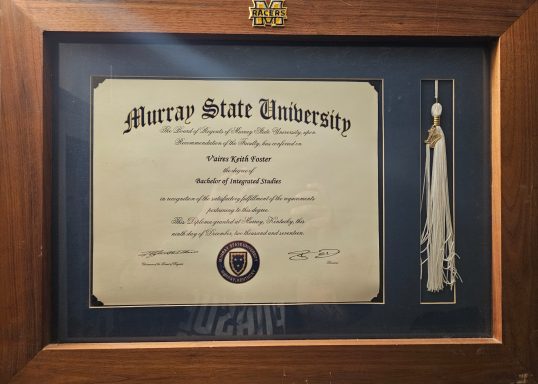 M
RACERS
Murray State University
The Board of Regents of Murray State University, upon
Recommendation of the Faculty, has conferred on
Vaires Keith Foster
the degree of
Bachelor of Integrated Studies
in recognition of the satisfactory fulfillment of the requirements
pertaining to this degree.
This Diploma granted at Murray, Kentucky, this
ninth day of December, two thousand and seventeen.